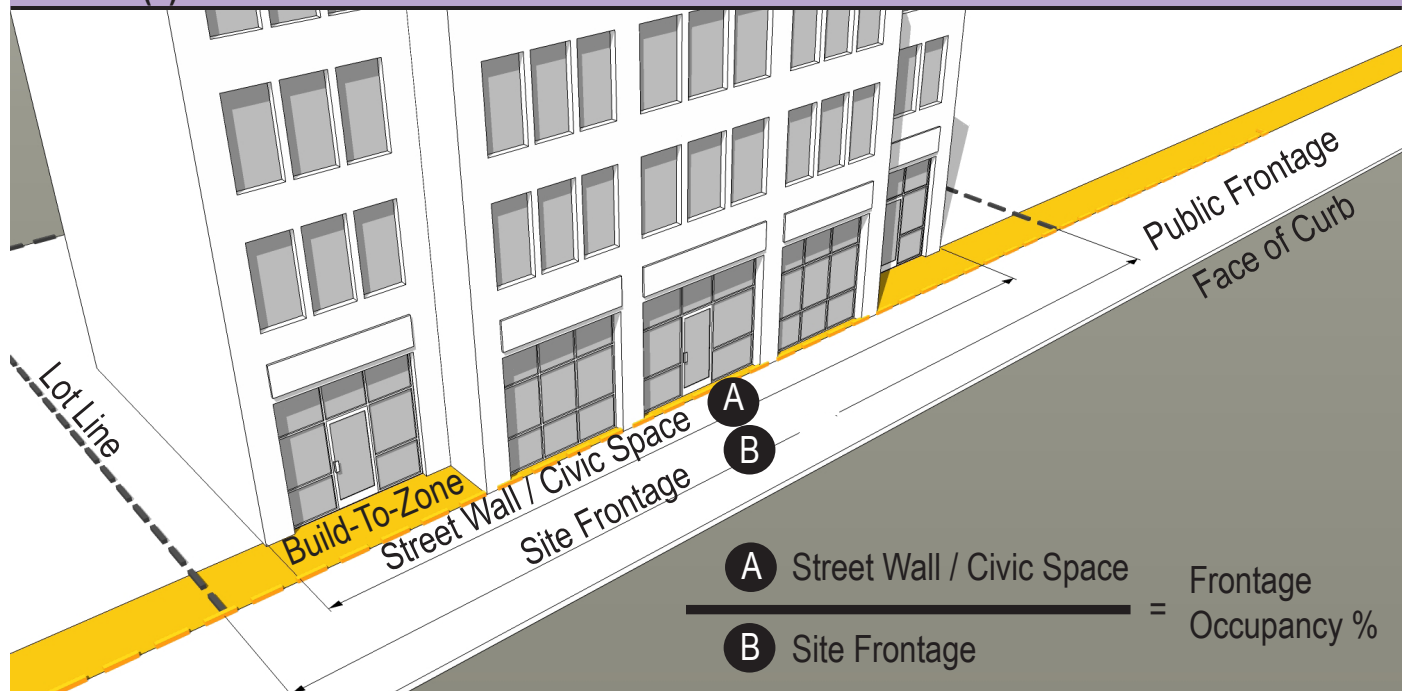 Public Frontage
Face of Curb
Lot Line
Build-To-Zone
Street Wall / Civic Space A
Site Frontage B
A Street Wall / Civic Space
B Site Frontage
= Frontage
Occupancy %